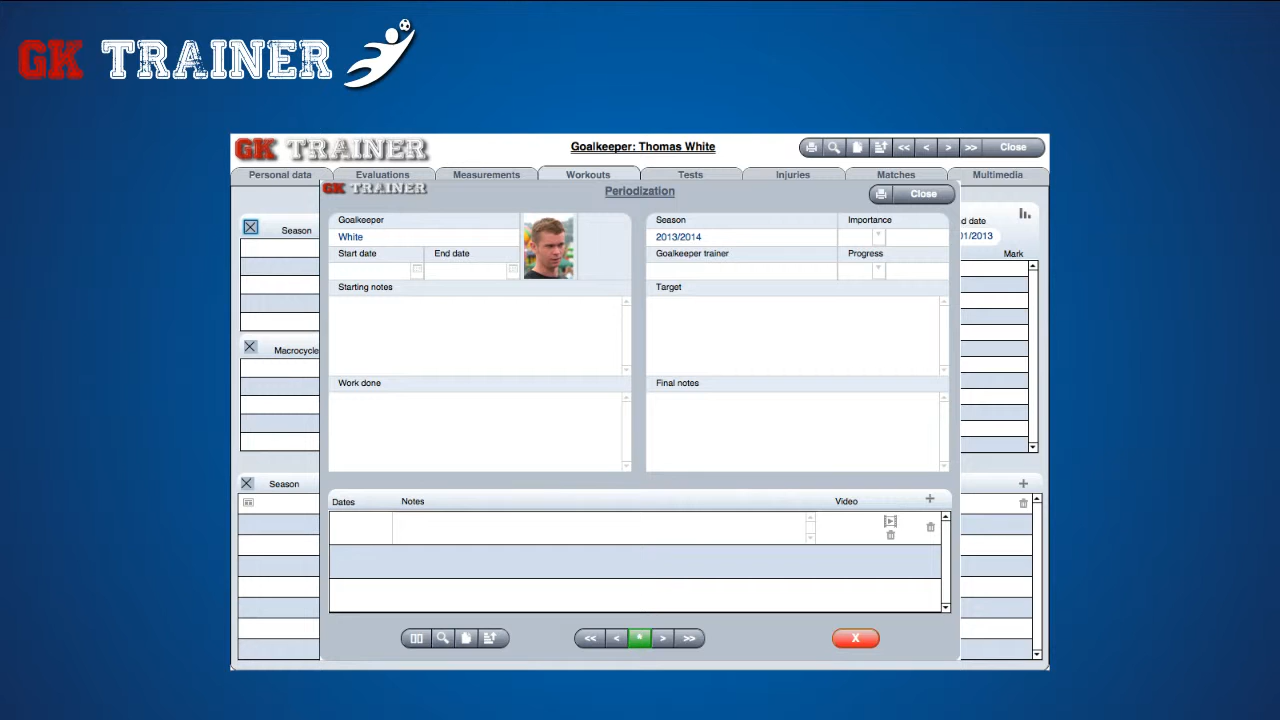 GK TRAINER
GK TRAINER
Goalkeeper: Thomas White
<< < > >> Close
Personal data Evaluations Measurements Workouts Tests Injuries Matches Multimedia
GK TRAINER
Periodization
Close
Goalkeeper
White
Start date End date
Starting notes
Work done
Season
2013/2014
Importance
Goalkeeper trainer
Progress
Target
Final notes
Season
Macrocycle
Season
d date
01/2013
Mark
+
Dates Notes Video +
<< < * > >>
X